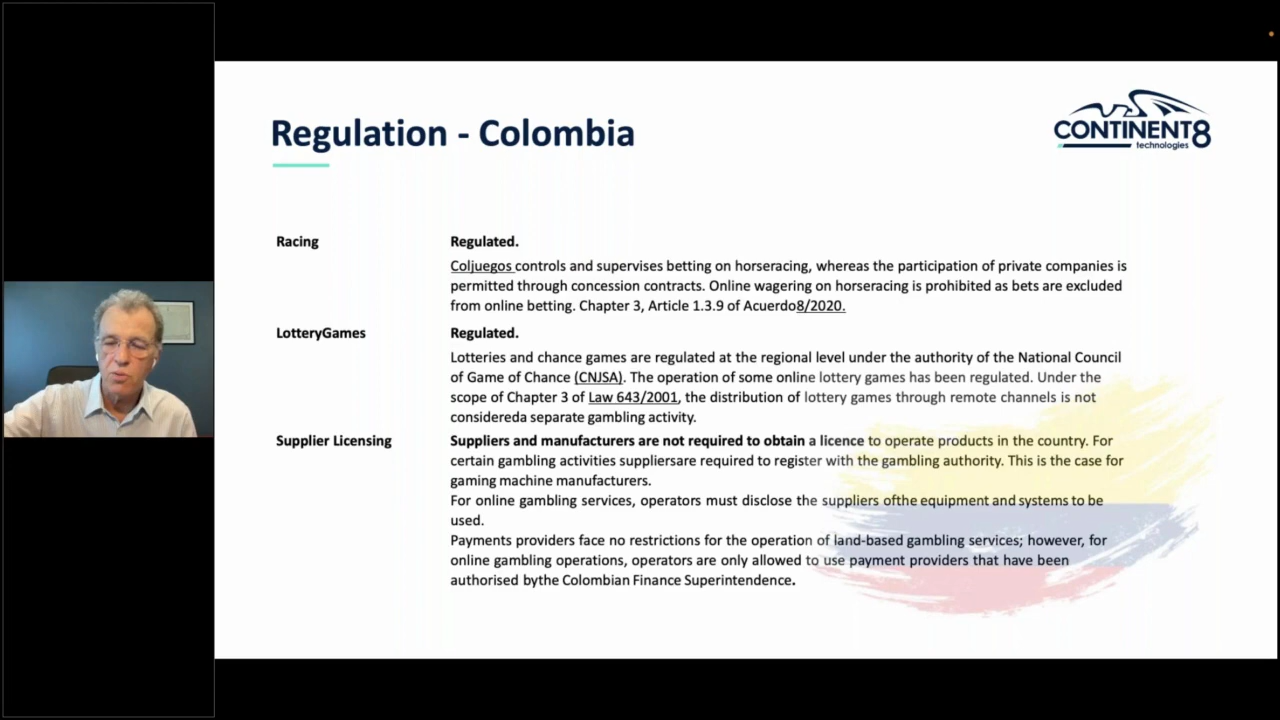 Regulation - Colombia
CONTINENT8
technologies
Racing
Regulated.
Coljuegos controls and supervises betting on horseracing, whereas the participation of private companies is
permitted through concession contracts. Online wagering on horseracing is prohibited as bets are excluded
from online betting. Chapter 3, Article 1.3.9 of Acuerdo8/2020.
LotteryGames
Regulated.
Lotteries and chance games are regulated at the regional level under the authority of the National Council
of Game of Chance (CNJSA). The operation of some online lottery games has been regulated. Under the
scope of Chapter 3 of Law 643/2001, the distribution of lottery games through remote channels is not
considereda separate gambling activity.
Supplier Licensing
Suppliers and manufacturers are not required to obtain a licence to operate products in the country. For
certain gambling activities suppliersare required to register with the gambling authority. This is the case for
gaming machine manufacturers.
For online gambling services, operators must disclose the suppliers ofthe equipment and systems to be
used.
Payments providers face no restrictions for the operation of land-based gambling services; however, for
online gambling operations, operators are only allowed to use payment providers that have been
authorised bythe Colombian Finance Superintendence.